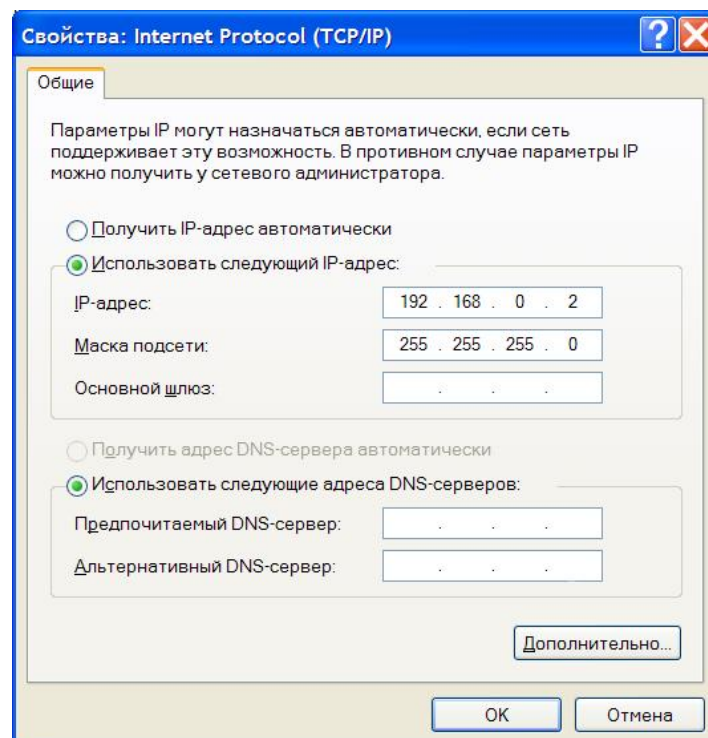 Свойства: Internet Protocol (TCP/IP)
Общие
Параметры IP могут назначаться автоматически, если сеть
поддерживает эту возможность. В противном случае параметры IP
можно получить у сетевого администратора.
Получить IP-адрес автоматически
Использовать следующий IP-адрес:
IP-адрес: 192 . 168 . 0 . 2
Маска подсети: 255 . 255 . 255 . 0
Основной шлюз: . . .
Получить адрес DNS-сервера автоматически
Использовать следующие адреса DNS-серверов:
Предпочитаемый DNS-сервер: . . .
Альтернативный DNS-сервер: . . .
Дополнительно...
OK Отмена